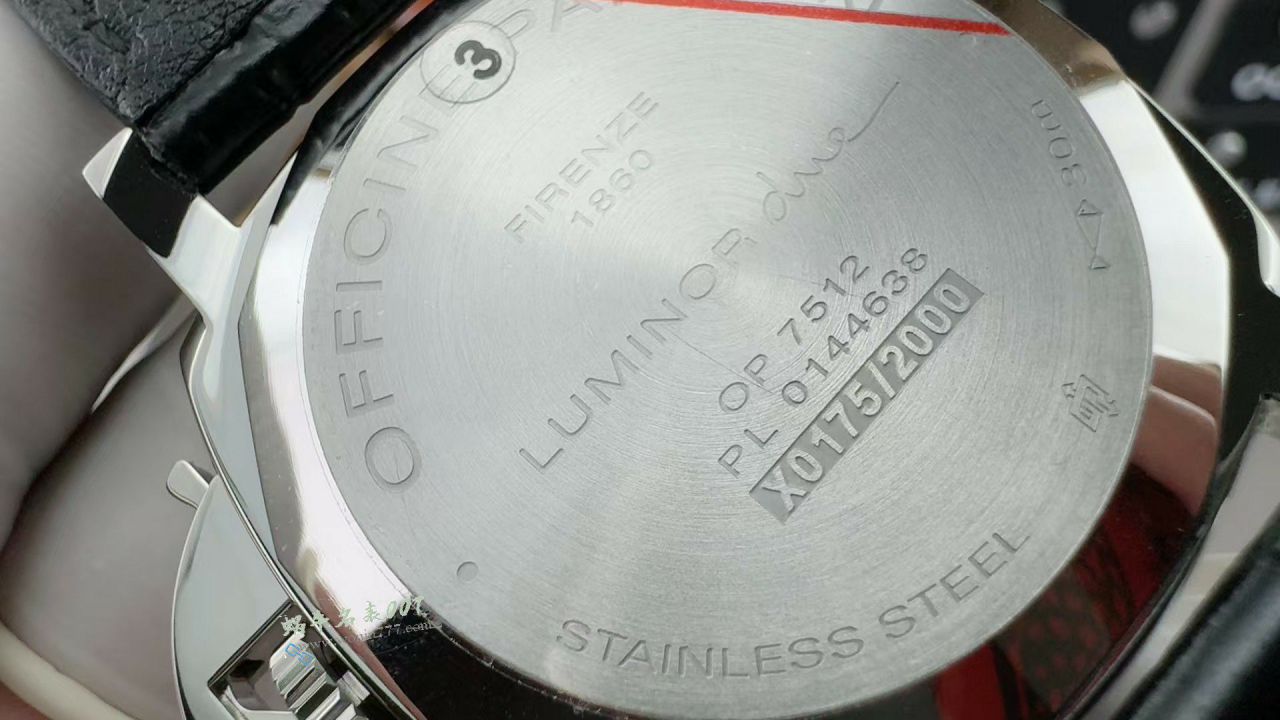 3
OFFICINE PA
FIRENZE
1860
LUMINOR due
OP 7512
PL 0144638
X0175/2000
30m
STAINLESS STEEL